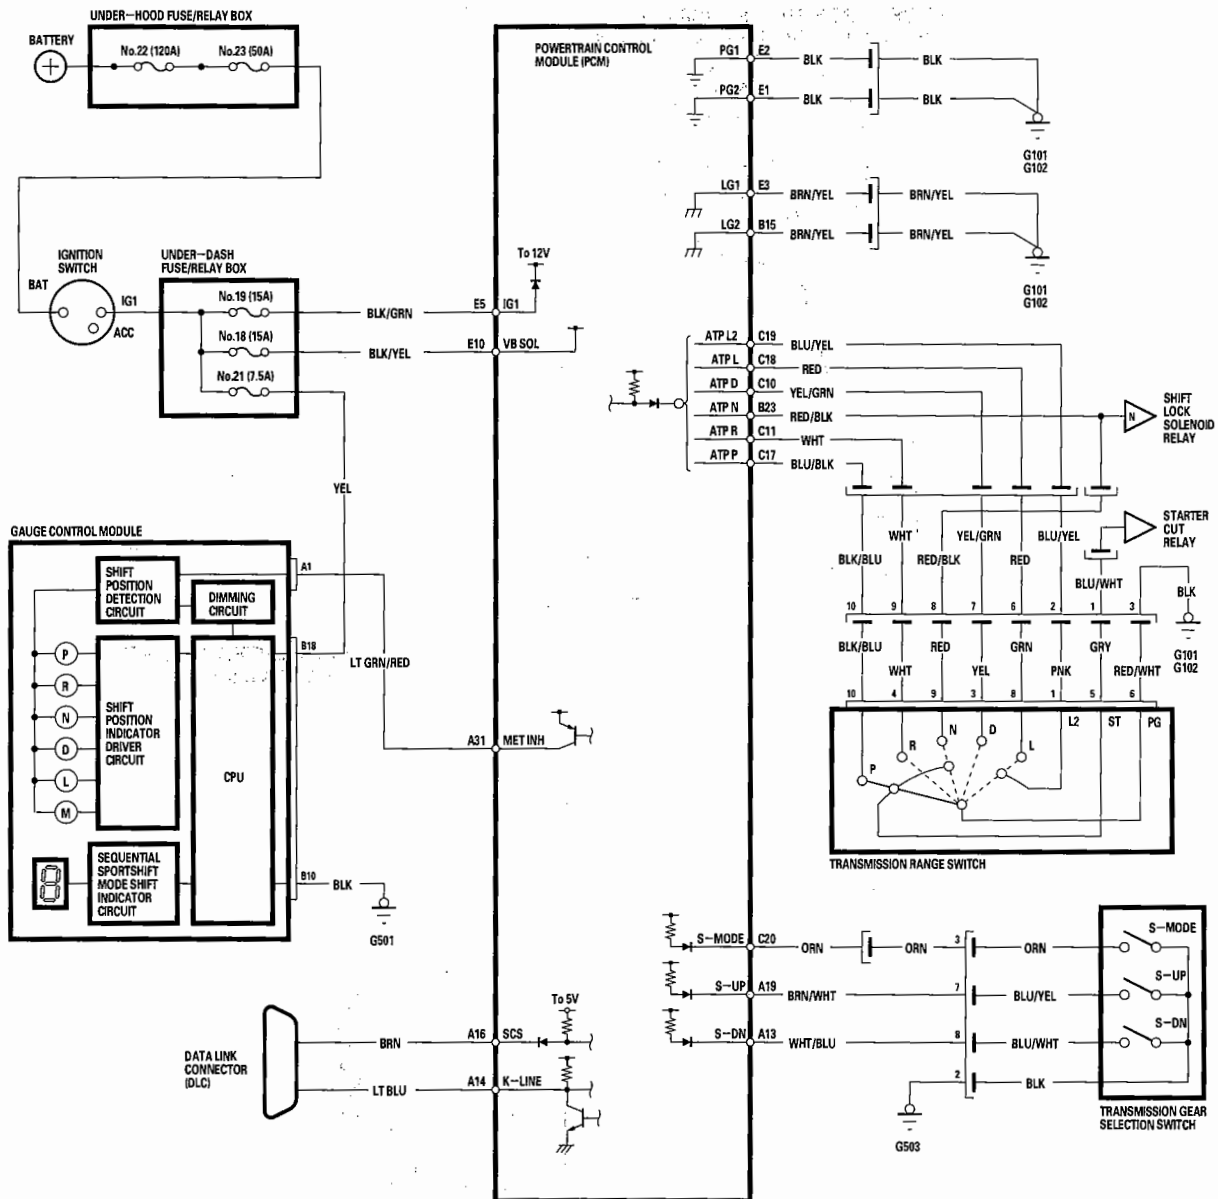 UNDER-HOOD FUSE/RELAY BOX
BATTERY
No.22 (120A)
No.23 (50A)
POWERTRAIN CONTROL
MODULE (PCM)
PG1
E2
BLK
BLK
PG2
E1
BLK
BLK
G101
G102
LG1
E3
BRN/YEL
BRN/YEL
LG2
B15
BRN/YEL
BRN/YEL
G101
G102
IGNITION
SWITCH
BAT
IG1
ACC
UNDER-DASH
FUSE/RELAY BOX
No.19 (15A)
No.18 (15A)
No.21 (7.5A)
BLK/GRN
E5
IG1
To 12V
BLK/YEL
E10
VB SOL
YEL
ATP L2
C19
BLU/YEL
ATP L
C18
RED
ATP D
C10
YEL/GRN
ATP N
B23
RED/BLK
ATP R
C11
WHT
ATP P
C17
BLU/BLK
N
SHIFT
LOCK
SOLENOID
RELAY
STARTER
CUT
RELAY
WHT
YEL/GRN
BLU/YEL
BLK/BLU
RED/BLK
RED
BLU/WHT
BLK
10
9
8
7
6
2
1
3
G101
G102
BLK/BLU
RED
GRN
GRY
WHT
YEL
PNK
RED/WHT
10
4
9
3
8
1
5
6
P
R
N
D
L
L2
ST
PG
TRANSMISSION RANGE SWITCH
GAUGE CONTROL MODULE
SHIFT
POSITION
DETECTION
CIRCUIT
DIMMING
CIRCUIT
A1
B18
LT GRN/RED
P
R
N
D
L
M
SHIFT
POSITION
INDICATOR
DRIVER
CIRCUIT
CPU
A31
MET INH
SEQUENTIAL
SPORTSHIFT
MODE SHIFT
INDICATOR
CIRCUIT
8
B10
BLK
G501
S-MODE
C20
ORN
ORN
3
ORN
S-MODE
S-UP
A19
BRN/WHT
7
BLU/YEL
S-UP
S-DN
A13
WHT/BLU
8
BLU/WHT
S-DN
2
BLK
G503
TRANSMISSION GEAR
SELECTION SWITCH
DATA LINK
CONNECTOR
(DLC)
BRN
A16
SCS
To 5V
LT BLU
A14
K-LINE